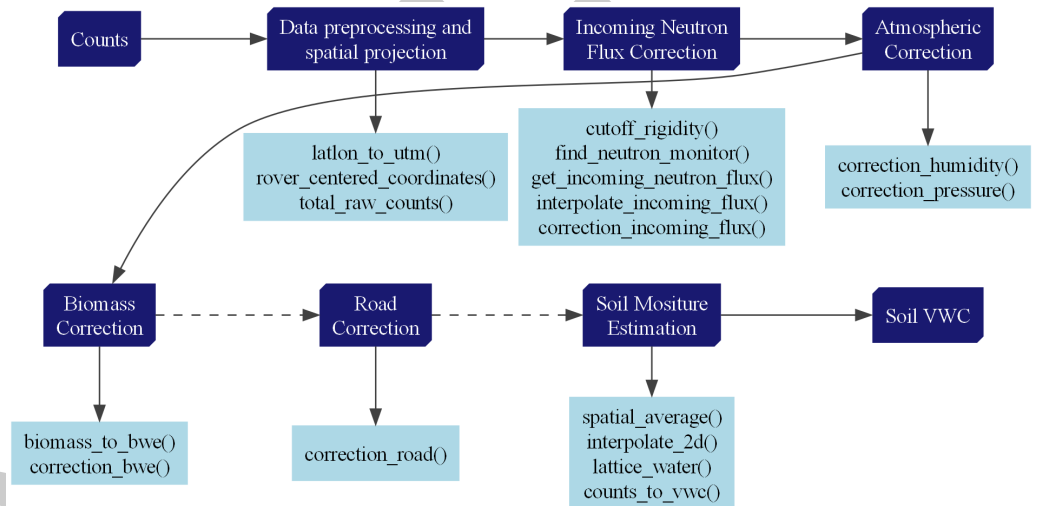 Counts
Data preprocessing and
spatial projection
Incoming Neutron
Flux Correction
Atmospheric
Correction
latlon_to_utm()
rover_centered_coordinates()
total_raw_counts()
cutoff_rigidity()
find_neutron_monitor()
get_incoming_neutron_flux()
interpolate_incoming_flux()
correction_incoming_flux()
correction_humidity()
correction_pressure()
Biomass
Correction
Road
Correction
Soil Mositure
Estimation
Soil VWC
biomass_to_bwe()
correction_bwe()
correction_road()
spatial_average()
interpolate_2d()
lattice_water()
counts_to_vwc()